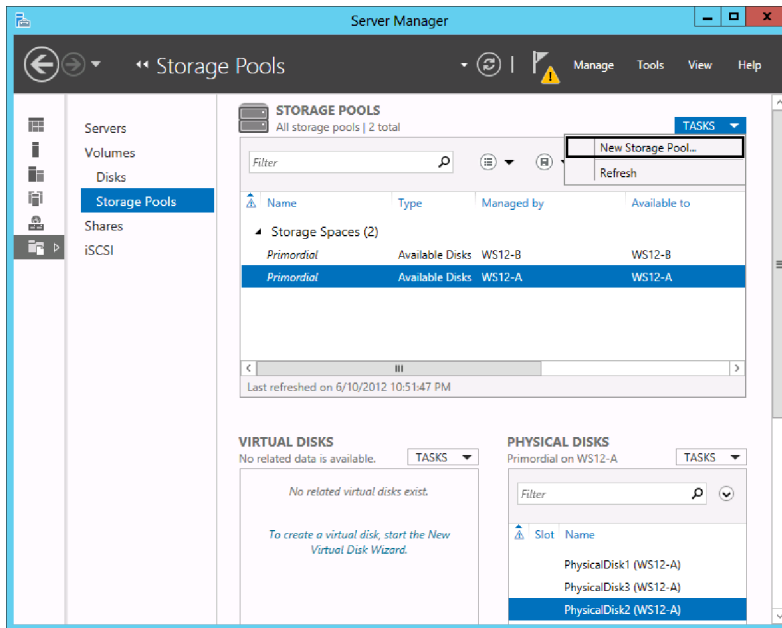 Server Manager
Storage Pools
Manage Tools View Help
Servers
Volumes
Disks
Storage Pools
Shares
iSCSI
STORAGE POOLS
All storage pools | 2 total
TASKS
New Storage Pool...
Refresh
Filter
Name Type Managed by Available to
Storage Spaces (2)
Primordial Available Disks WS12-B WS12-B
Primordial Available Disks WS12-A WS12-A
Last refreshed on 6/10/2012 10:51:47 PM
VIRTUAL DISKS
No related data is available.
TASKS
No related virtual disks exist.
To create a virtual disk, start the New
Virtual Disk Wizard.
PHYSICAL DISKS
Primordial on WS12-A
TASKS
Filter
Slot Name
PhysicalDisk1 (WS12-A)
PhysicalDisk3 (WS12-A)
PhysicalDisk2 (WS12-A)